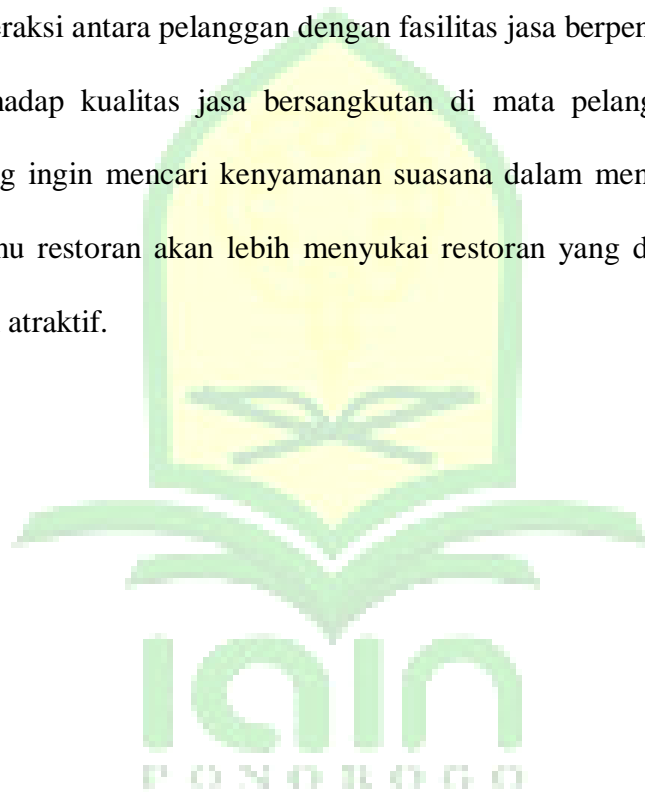 eraksi antara pelanggan dengan fasilitas jasa berpen
hadap kualitas jasa bersangkutan di mata pelang
g ingin mencari kenyamanan suasana dalam men
nu restoran akan lebih menyukai restoran yang d
atraktif.
iain
PONOROGO